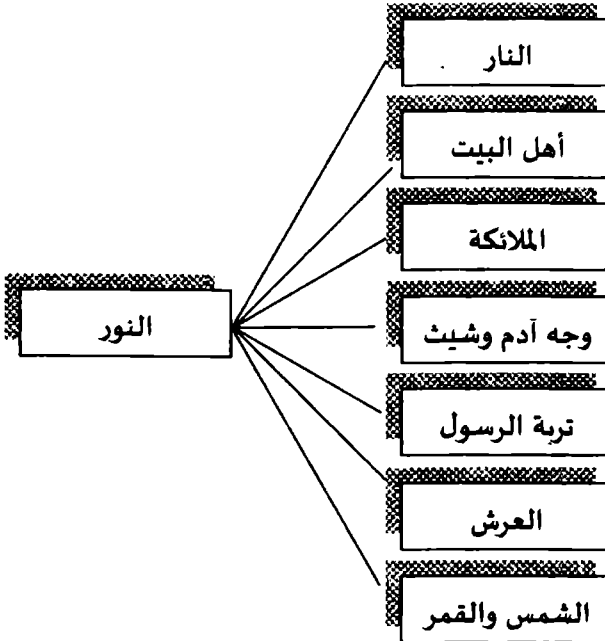 النار
أهل البيت
الملائكة
النور
وجه آدم وشيث
تربة الرسول
العرش
الشمس والقمر